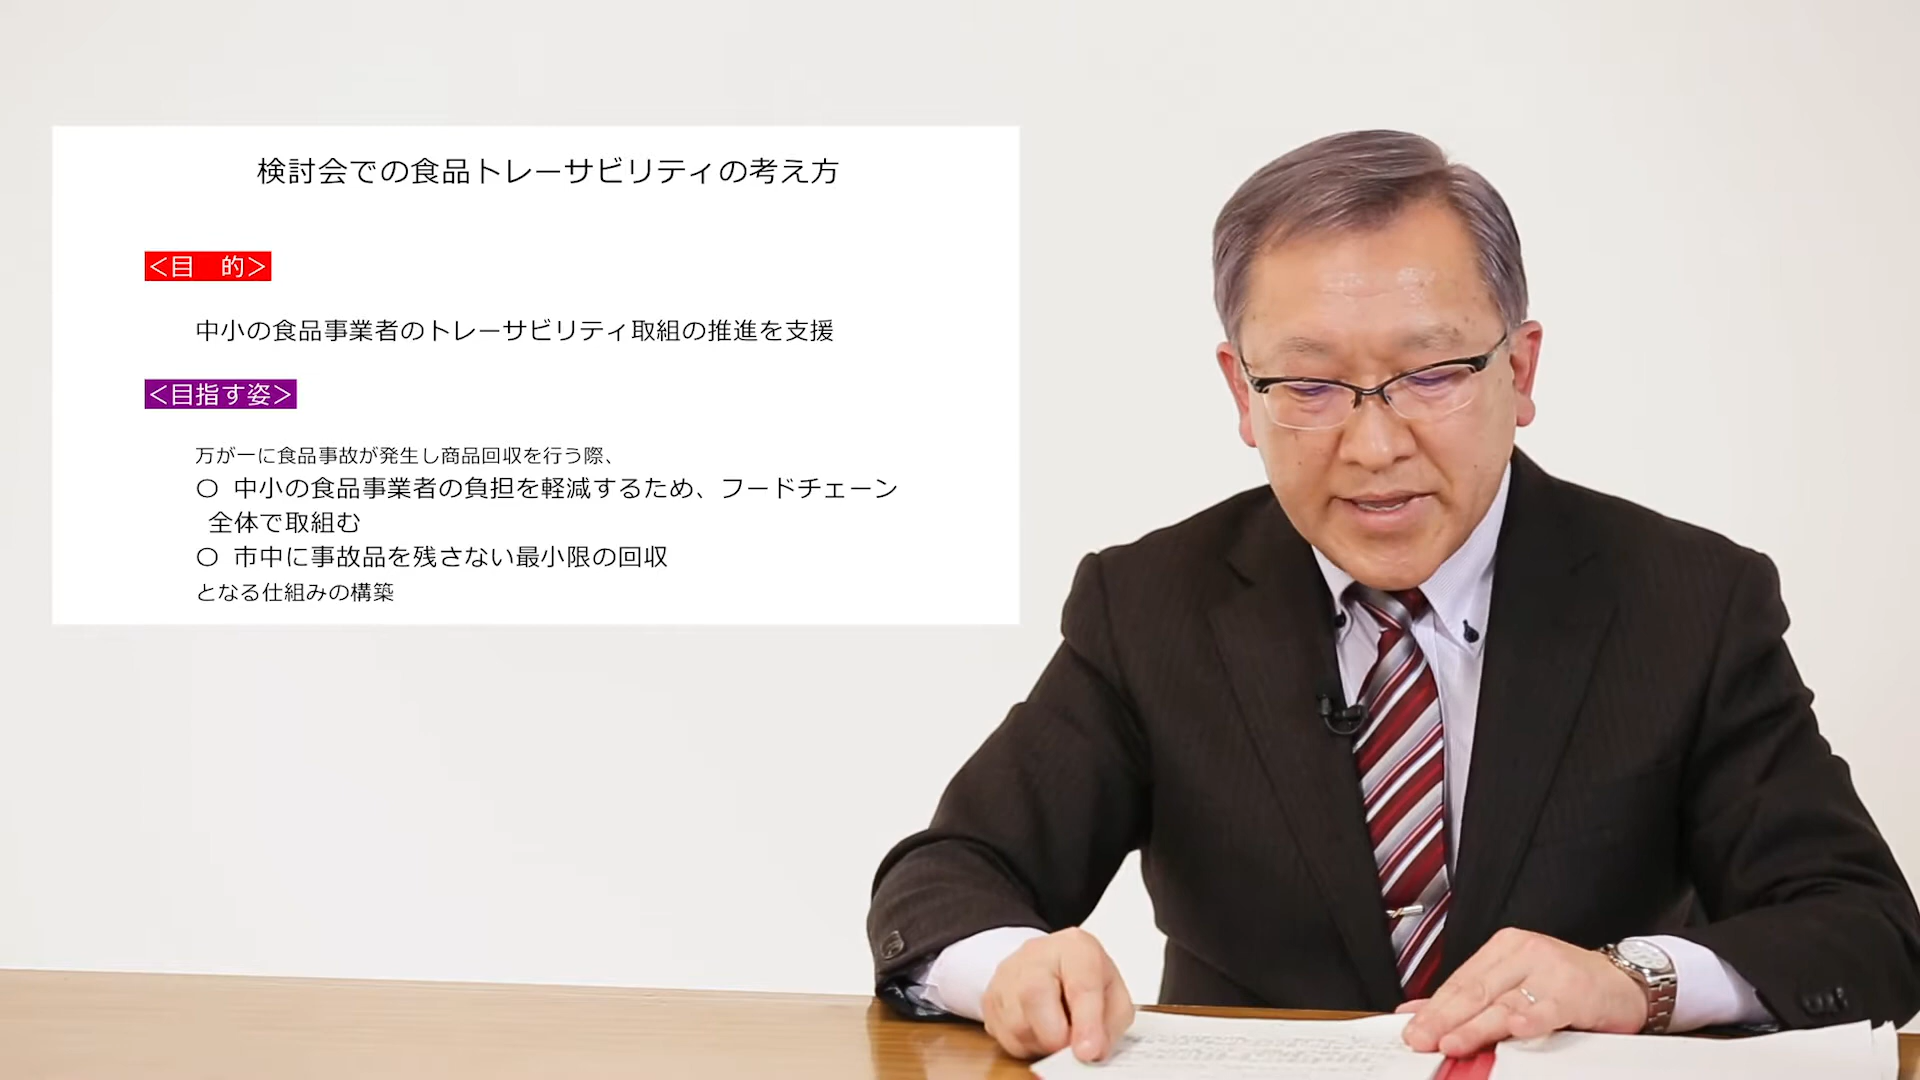 検討会での食品トレーサビリティの考え方
＜目　的＞
中小の食品事業者のトレーサビリティ取組の推進を支援
＜目指す姿＞
万が一に食品事故が発生し商品回収を行う際、
〇 中小の食品事業者の負担を軽減するため、フードチェーン
全体で取組む
〇 市中に事故品を残さない最小限の回収
となる仕組みの構築